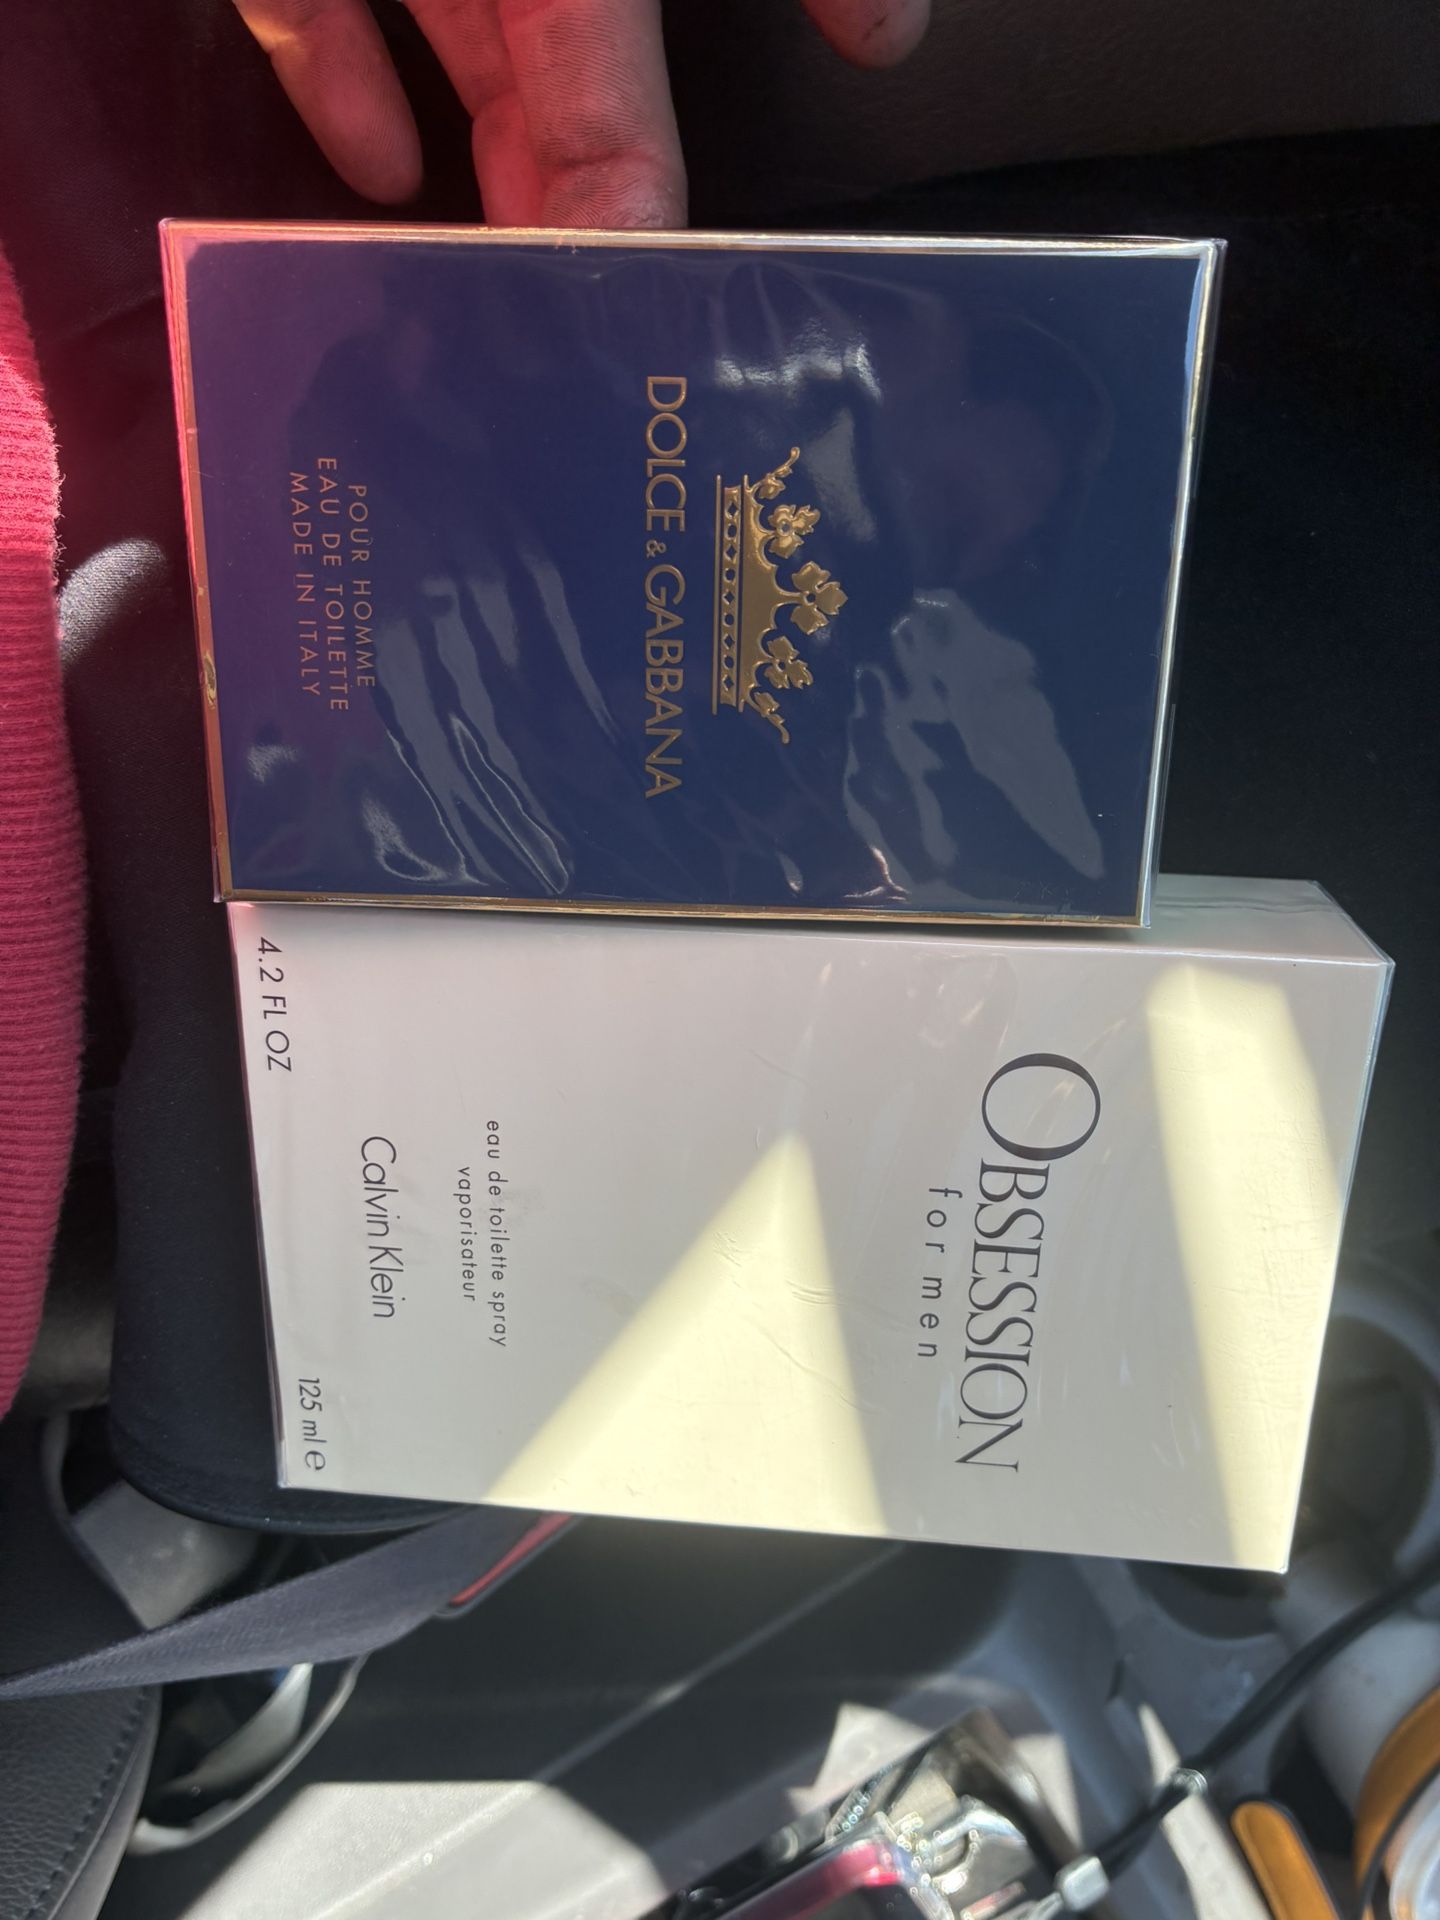 DOLCE & GABBANA
POUR HOMME
EAU DE TOILETTE
MADE IN ITALY
OBSESSION
for men
eau de toilette spray
vaporisateur
Calvin Klein
4.2 FL OZ
125 ml e